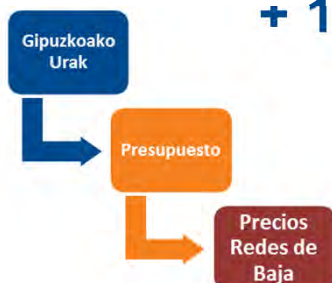 + 1
Gipuzkoako
Urak
Presupuesto
Precios
Redes de
Baja